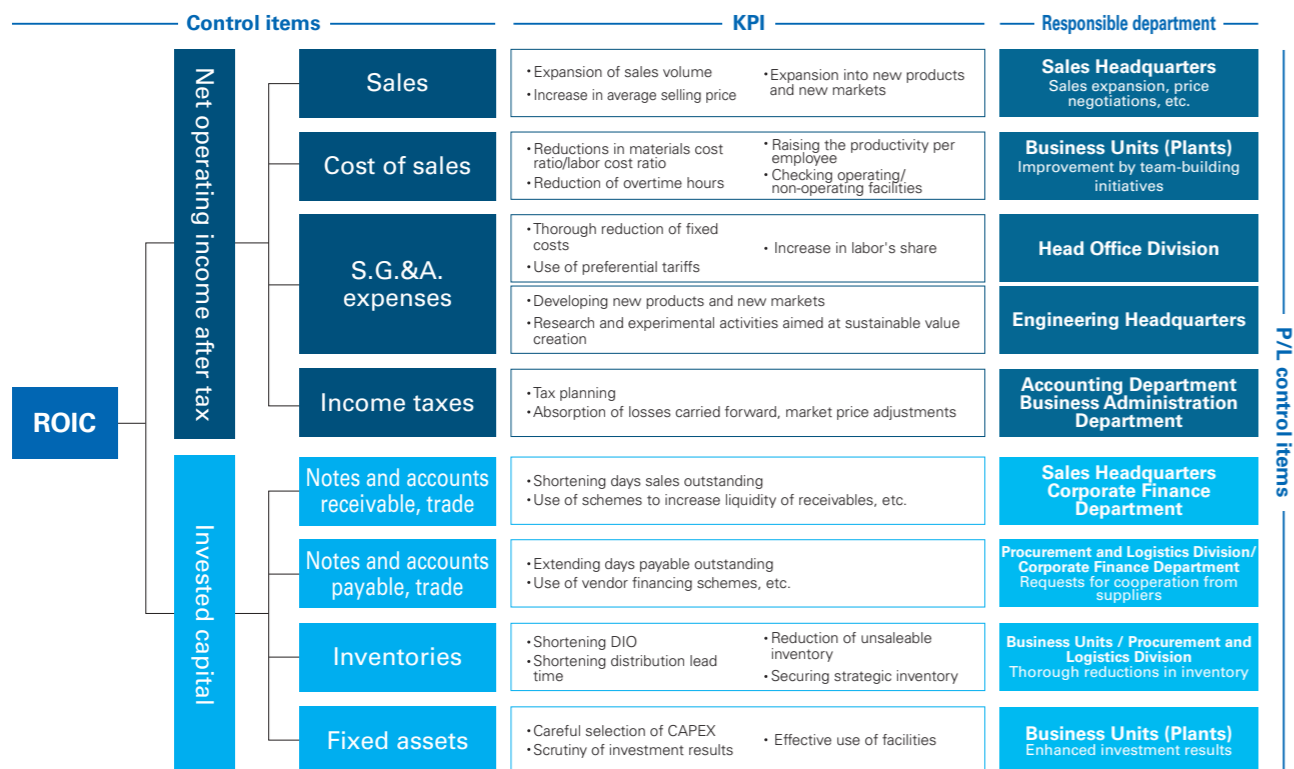 Control items
KPI
Responsible department
ROIC
Net operating income after tax
Sales
・Expansion of sales volume
・Increase in average selling price
・Expansion into new products
and new markets
Sales Headquarters
Sales expansion, price
negotiations, etc.
Cost of sales
・Reductions in materials cost
ratio/labor cost ratio
・Reduction of overtime hours
・Raising the productivity per
employee
・Checking operating/
non-operating facilities
Business Units (Plants)
Improvement by team-building
initiatives
S.G.&A.
expenses
・Thorough reduction of fixed
costs
・Use of preferential tariffs
・Increase in labor's share
Head Office Division
・Developing new products and new markets
・Research and experimental activities aimed at sustainable value
creation
Engineering Headquarters
Income taxes
・Tax planning
・Absorption of losses carried forward, market price adjustments
Accounting Department
Business Administration
Department
Invested capital
Notes and accounts
receivable, trade
・Shortening days sales outstanding
・Use of schemes to increase liquidity of receivables, etc.
Sales Headquarters
Corporate Finance
Department
Notes and accounts
payable, trade
・Extending days payable outstanding
・Use of vendor financing schemes, etc.
Procurement and Logistics Division/
Corporate Finance Department
Requests for cooperation from
suppliers
Inventories
・Shortening DIO
・Shortening distribution lead
time
・Reduction of unsaleable
inventory
・Securing strategic inventory
Business Units / Procurement and
Logistics Division
Thorough reductions in inventory
Fixed assets
・Careful selection of CAPEX
・Scrutiny of investment results
・Effective use of facilities
Business Units (Plants)
Enhanced investment results
P/L control items